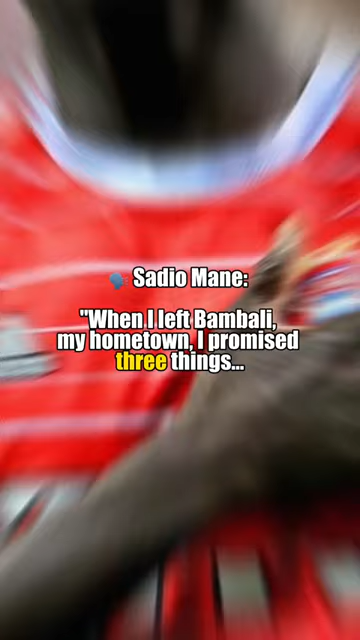 🗣️ Sadio Mane:
"When I left Bambali,
my hometown, I promised
three things...